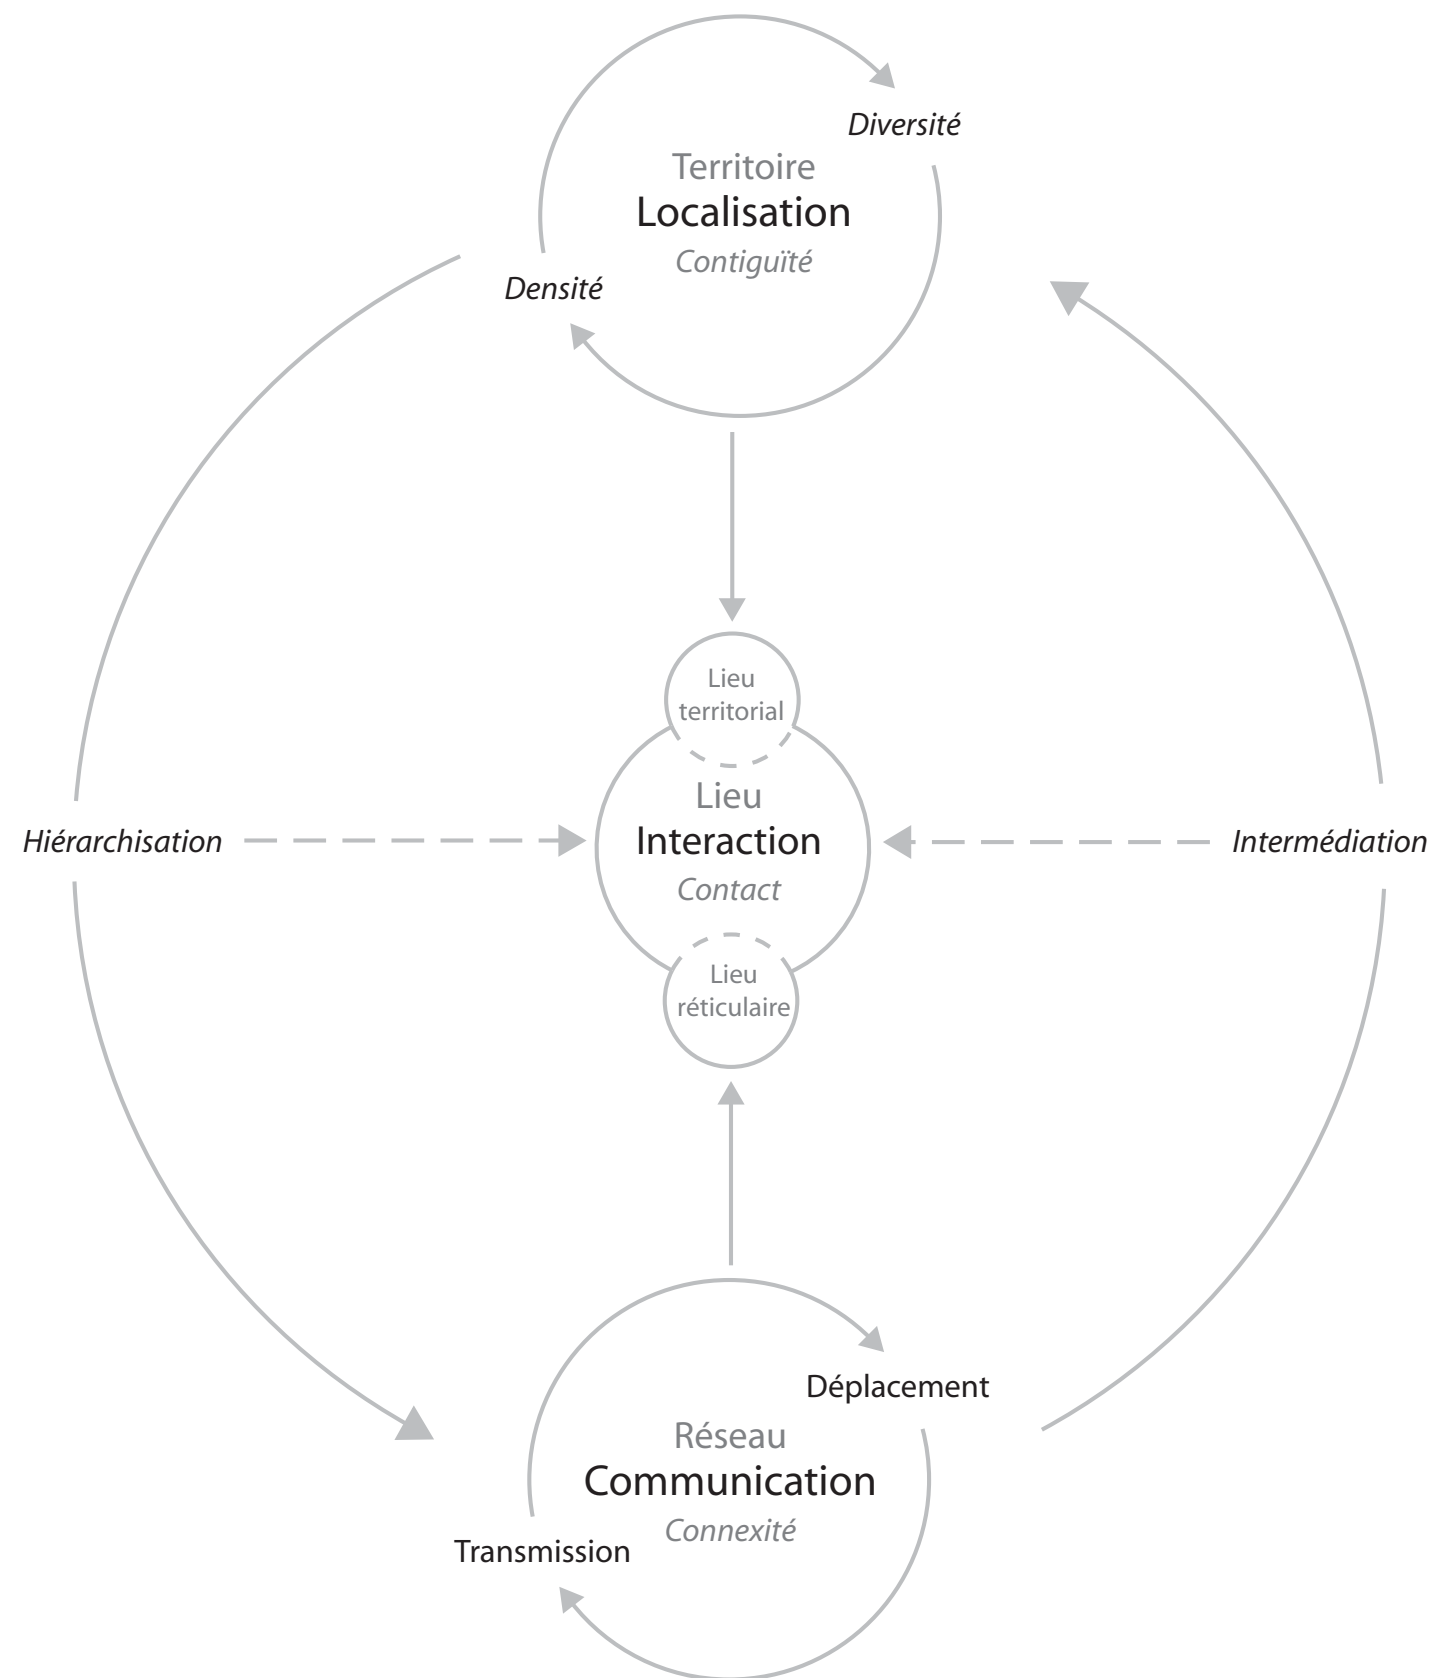 Diversité
Territoire
Localisation
Contiguïté
Densité
Lieu
territorial
Lieu
Interaction
Contact
Hiérarchisation
Intermédiation
Lieu
réticulaire
Déplacement
Réseau
Communication
Connexité
Transmission